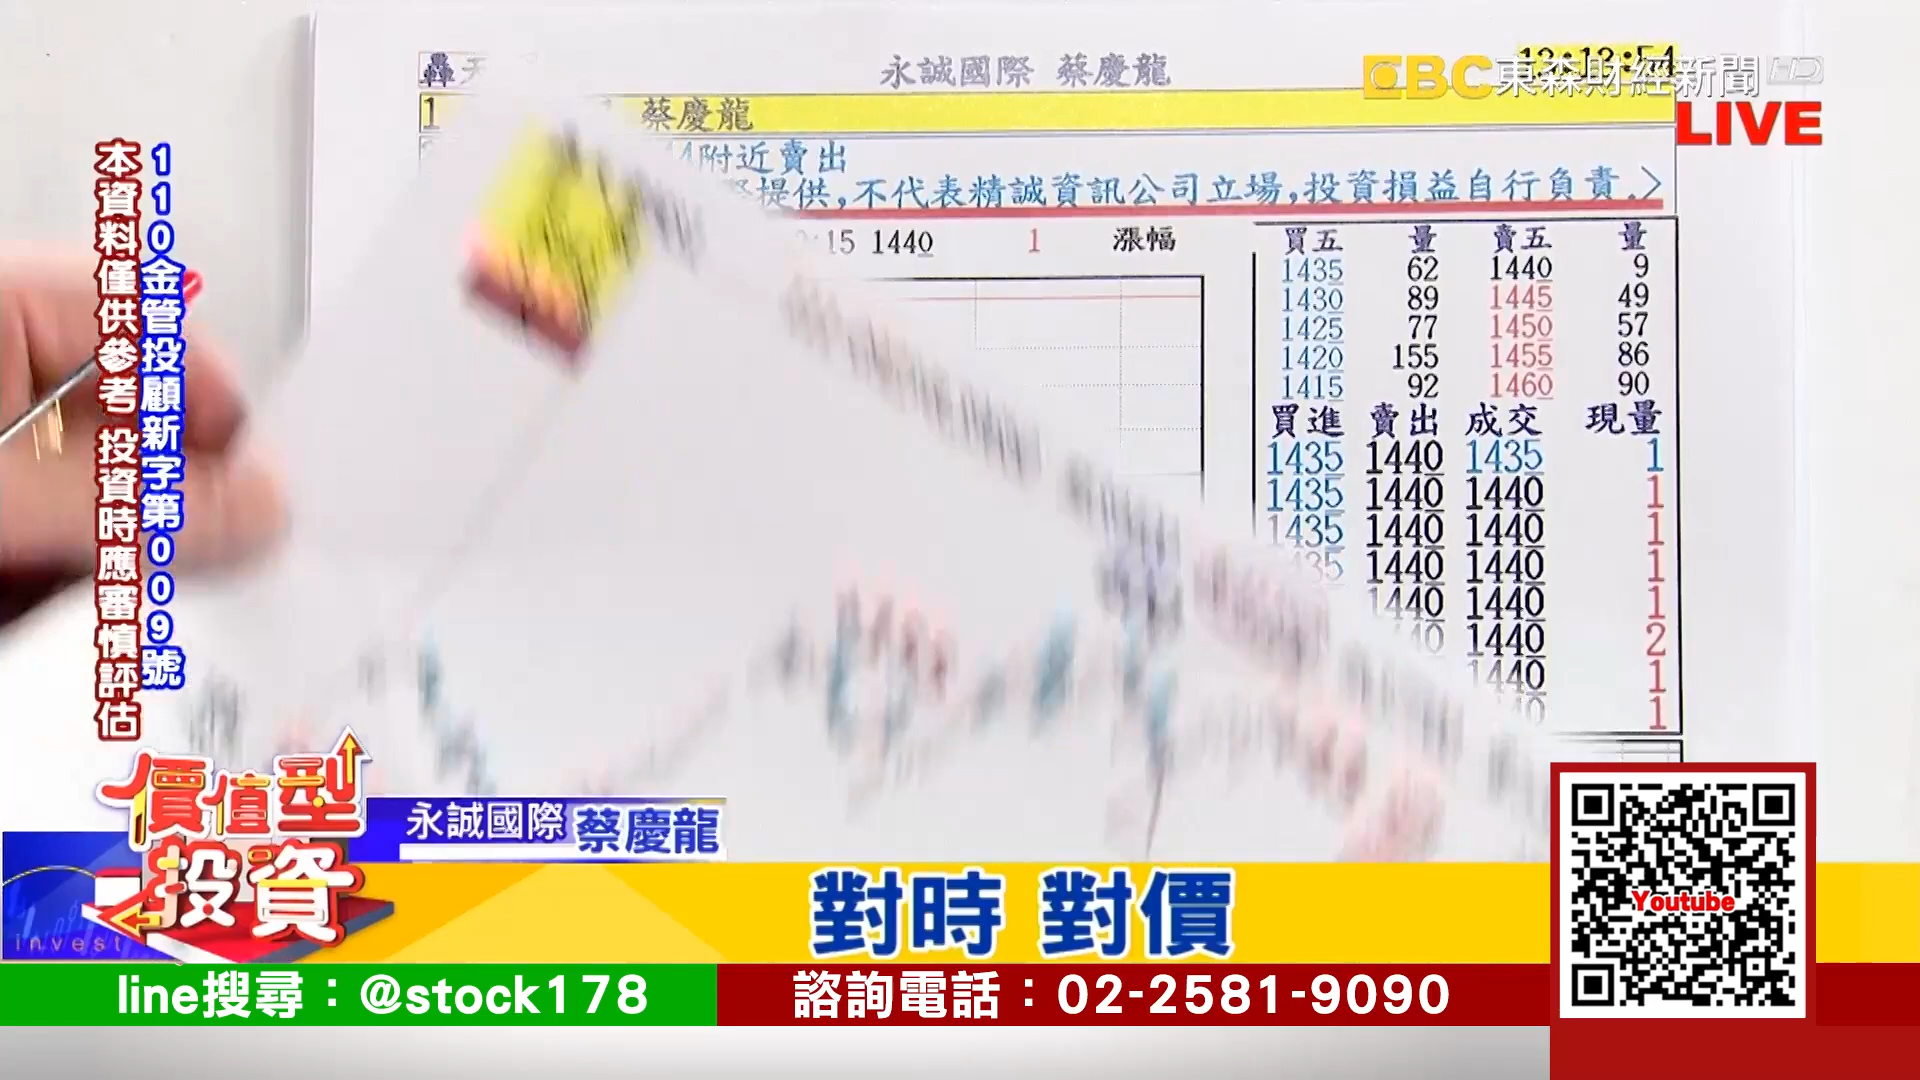 永誠國際 蔡慶龍
EBC東森財經新聞 HD
LIVE
1 蔡慶龍
附近賣出
提供,不代表精誠資訊公司立場,投資損益自行負責.>
15 1440 1 漲幅
買五 量 賣五 量
1435 62 1440 9
1430 89 1445 49
1425 77 1450 57
1420 155 1455 86
1415 92 1460 90
買進 賣出 成交 現量
1435 1440 1435 1
1435 1440 1440 1
1435 1440 1440 1
35 1440 1440 1
1440 1440 1
40 1440 2
1440 1
40 1
110金管投顧新字第009號
本資料僅供參考 投資時應審慎評估
價值型投資
invest
永誠國際 蔡慶龍
對時 對價
Youtube
line搜尋：@stock178
諮詢電話：02-2581-9090